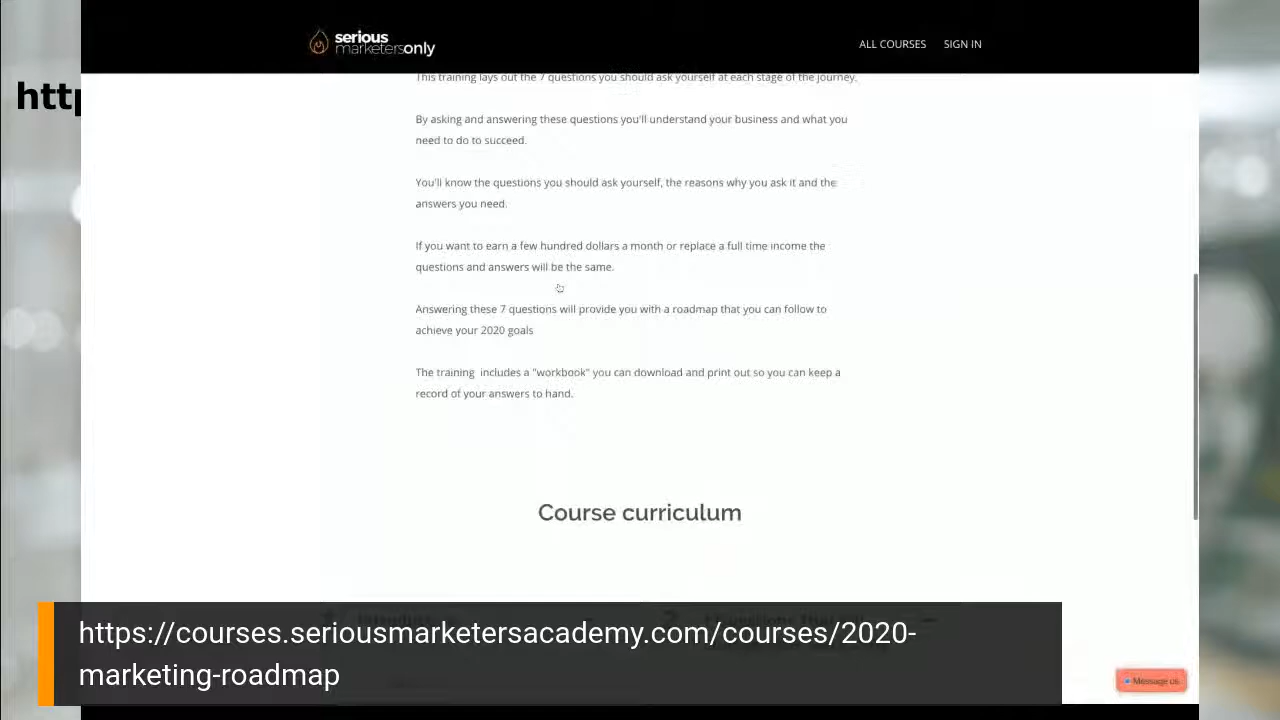 serious
marketersonly
ALL COURSES SIGN IN
http
This training lays out the 7 questions you should ask yourself at each stage of the journey.
By asking and answering these questions you'll understand your business and what you
need to do to succeed.
You'll know the questions you should ask yourself, the reasons why you ask it and the
answers you need.
If you want to earn a few hundred dollars a month or replace a full time income the
questions and answers will be the same.
Answering these 7 questions will provide you with a roadmap that you can follow to
achieve your 2020 goals
The training includes a "workbook" you can download and print out so you can keep a
record of your answers to hand.
Course curriculum
https://courses.seriousmarketersacademy.com/courses/2020-
marketing-roadmap
Message us